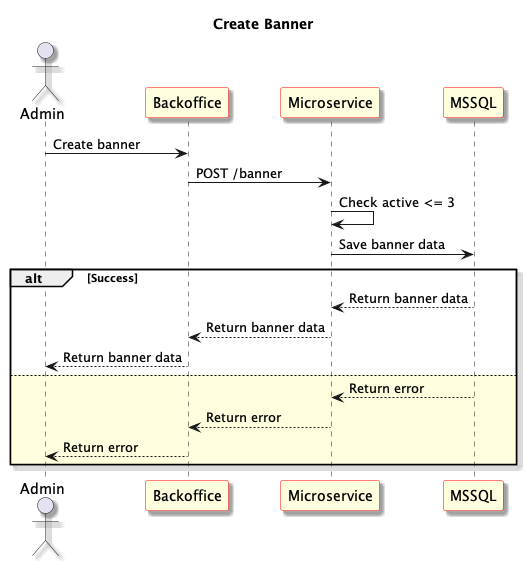 Create Banner
Admin
Backoffice
Microservice
MSSQL
Create banner
POST /banner
Check active <= 3
Save banner data
alt
[Success]
Return banner data
Return banner data
Return banner data
Return error
Return error
Return error
Admin
Backoffice
Microservice
MSSQL